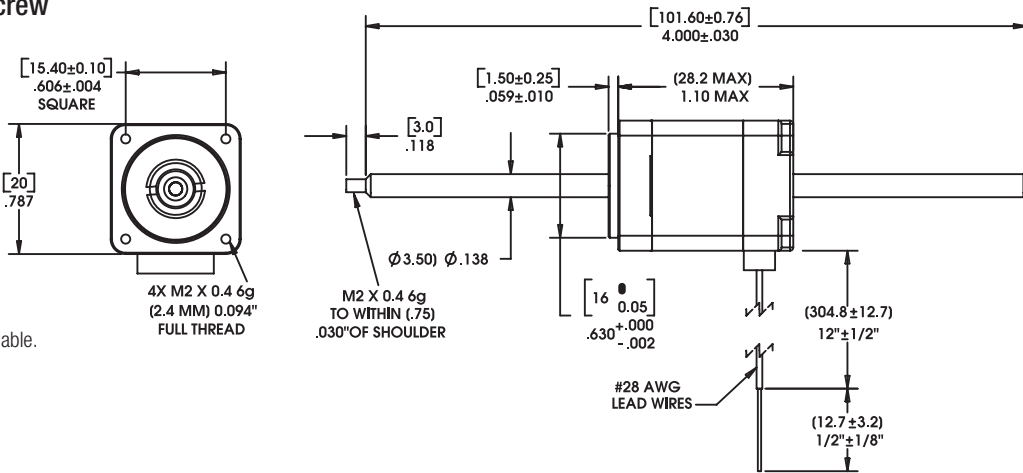 crew
[15.40±0.10]
.606±.004
SQUARE
[20]
.787
4X M2 X 0.4 6g
(2.4 MM) 0.094"
FULL THREAD
able.
[101.60±0.76]
4.000±.030
[1.50±0.25]
.059±.010
(28.2 MAX)
1.10 MAX
[3.0]
.118
Ø3.50) Ø.138
M2 X 0.4 6g
TO WITHIN (.75)
.030"OF SHOULDER
[16 0
0.05]
.630+.000
-.002
(304.8±12.7)
12"±1/2"
#28 AWG
LEAD WIRES
(12.7±3.2)
1/2"±1/8"